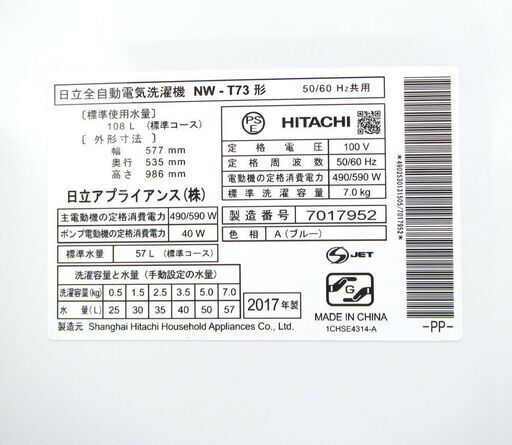 日立全自動電気洗濯機 NW-T73 形 50/60 Hz共用
〔標準使用水量〕
108 L (標準コース)
〔外形寸法〕
幅 577 mm
奥行 535 mm
高さ 986 mm
日立アプライアンス(株)
主電動機の定格消費電力 490/590 W
ポンプ電動機の定格消費電力 40 W
標準水量 57 L (標準コース)
洗濯容量と水量 (手動設定の水量)
洗濯容量(kg) 0.5 1.5 2.5 3.5 5.0 7.0
水 量(L) 25 30 35 40 50 57
製造元 Shanghai Hitachi Household Appliances Co., Ltd.
PS
E
HITACHI
定格電圧 100 V
定格周波数 50/60 Hz
電動機の定格消費電力 490/590 W
標準洗濯容量 7.0 kg
製造番号 7017952
色相 A (ブルー)
JET
2017年製
G
MADE IN CHINA
1CHSE4314-A
*4902530131505/7017952*
-PP-